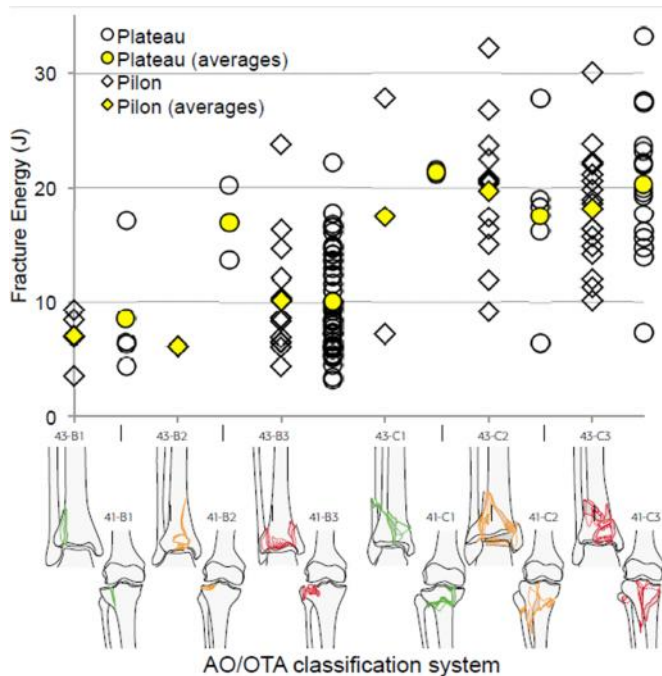 Fracture Energy (J)
30
20
10
0
Plateau
Plateau (averages)
Pilon
Pilon (averages)
43-B1
43-B2
43-B3
43-C1
43-C2
43-C3
41-B1
41-B2
41-B3
41-C1
41-C2
41-C3
AO/OTA classification system